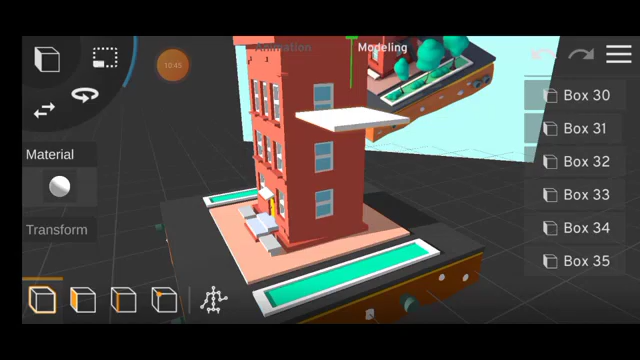 Animation
Modeling
10:45
Material
Transform
Box 30
Box 31
Box 32
Box 33
Box 34
Box 35